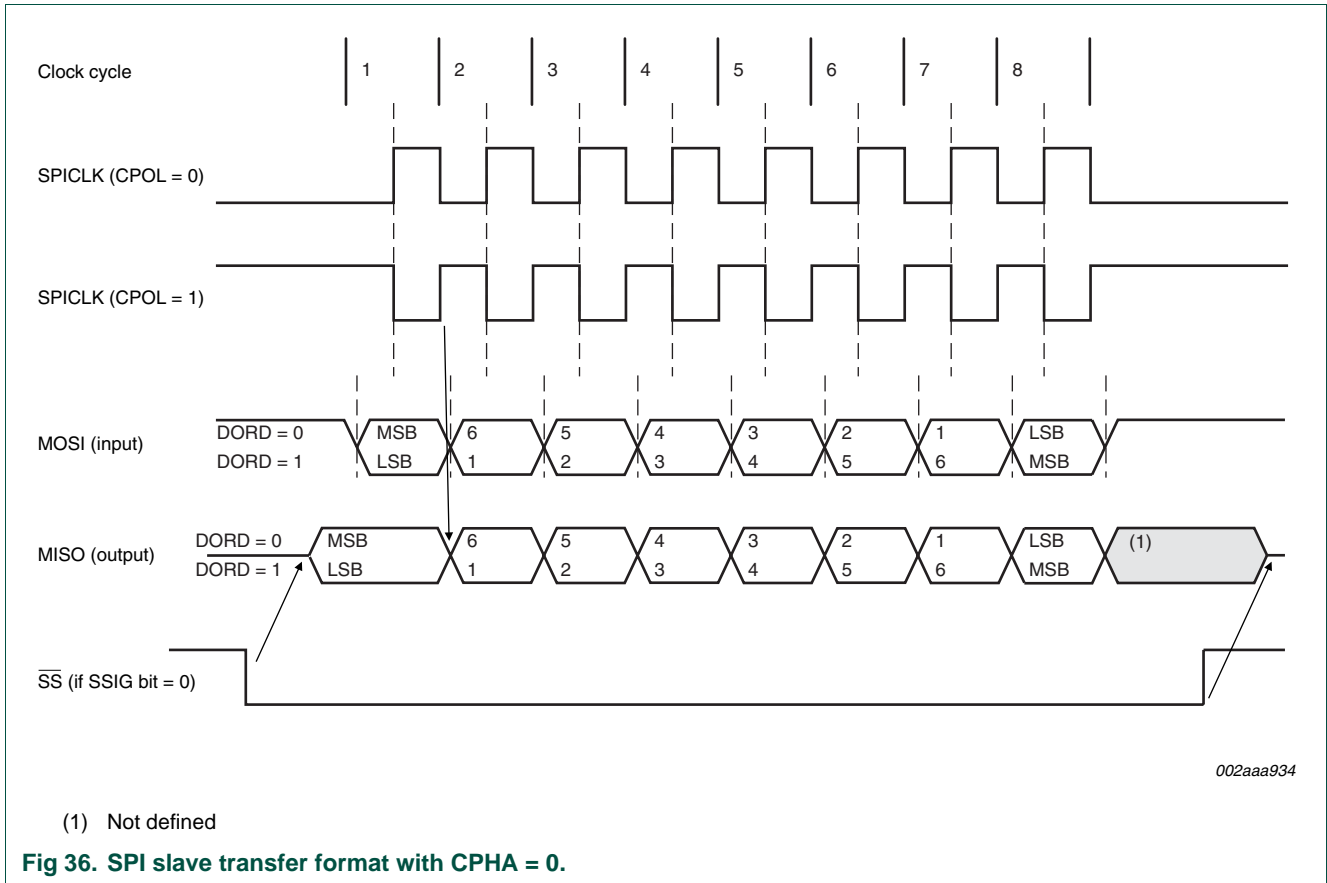 Clock cycle 1 2 3 4 5 6 7 8
SPICLK (CPOL = 0)
SPICLK (CPOL = 1)
MOSI (input)
DORD = 0 MSB 6 5 4 3 2 1 LSB
DORD = 1 LSB 1 2 3 4 5 6 MSB
MISO (output)
DORD = 0 MSB 6 5 4 3 2 1 LSB (1)
DORD = 1 LSB 1 2 3 4 5 6 MSB
S̅S̅ (if SSIG bit = 0)
002aaa934
(1) Not defined
Fig 36. SPI slave transfer format with CPHA = 0.